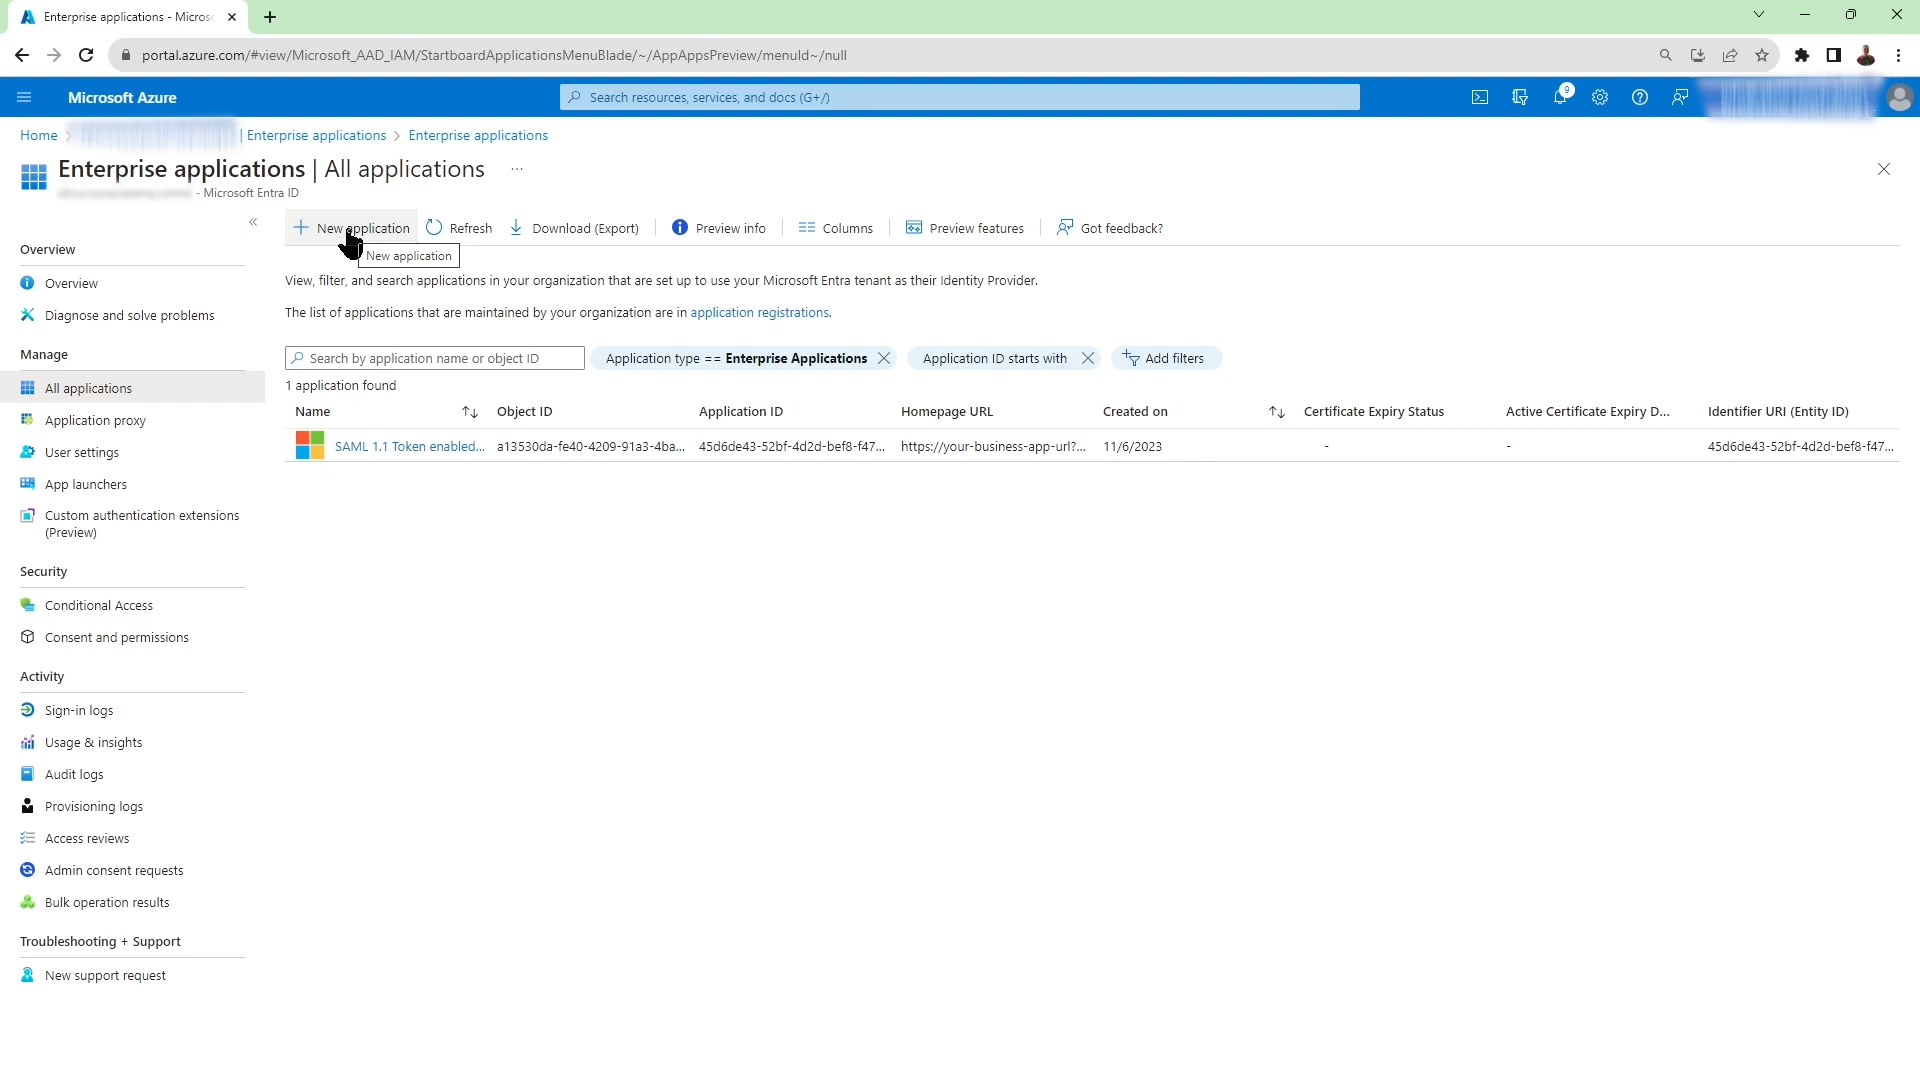 Enterprise applications - Micros
portal.azure.com/#view/Microsoft_AAD_IAM/StartboardApplicationsMenuBlade/~/AppAppsPreview/menuId~/null
Microsoft Azure
Search resources, services, and docs (G+/)
9
Home > | Enterprise applications > Enterprise applications
Enterprise applications | All applications ...
- Microsoft Entra ID
«
New application
Refresh
Download (Export)
Preview info
Columns
Preview features
Got feedback?
New application
Overview
Overview
Diagnose and solve problems
Manage
All applications
Application proxy
User settings
App launchers
Custom authentication extensions
(Preview)
Security
Conditional Access
Consent and permissions
Activity
Sign-in logs
Usage & insights
Audit logs
Provisioning logs
Access reviews
Admin consent requests
Bulk operation results
Troubleshooting + Support
New support request
View, filter, and search applications in your organization that are set up to use your Microsoft Entra tenant as their Identity Provider.
The list of applications that are maintained by your organization are in application registrations.
Search by application name or object ID
Application type == Enterprise Applications
Application ID starts with
Add filters
1 application found
Name Object ID Application ID Homepage URL Created on Certificate Expiry Status Active Certificate Expiry D... Identifier URI (Entity ID)
SAML 1.1 Token enabled... a13530da-fe40-4209-91a3-4ba... 45d6de43-52bf-4d2d-bef8-f47... https://your-business-app-url?... 11/6/2023 - - 45d6de43-52bf-4d2d-bef8-f47...